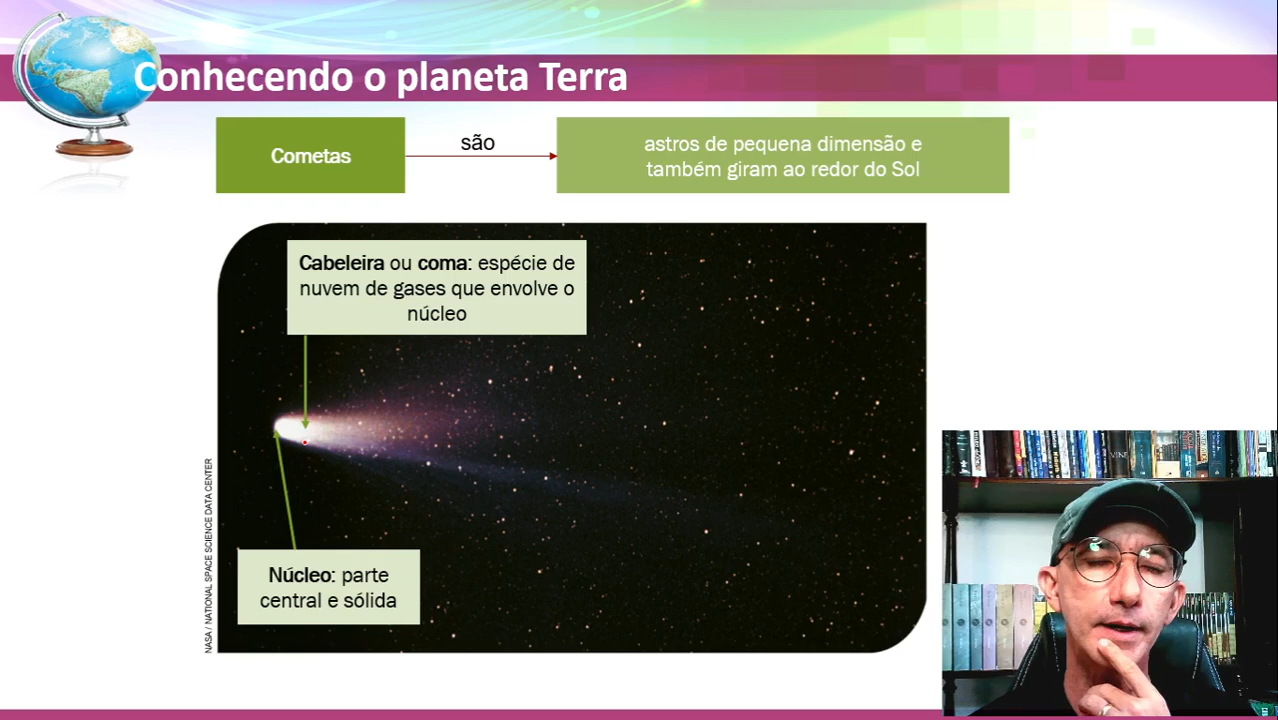 Conhecendo o planeta Terra
Cometas
são
astros de pequena dimensão e
também giram ao redor do Sol
Cabeleira ou coma: espécie de
nuvem de gases que envolve o
núcleo
Núcleo: parte
central e sólida
NASA / NATIONAL SPACE SCIENCE DATA CENTER
VINE